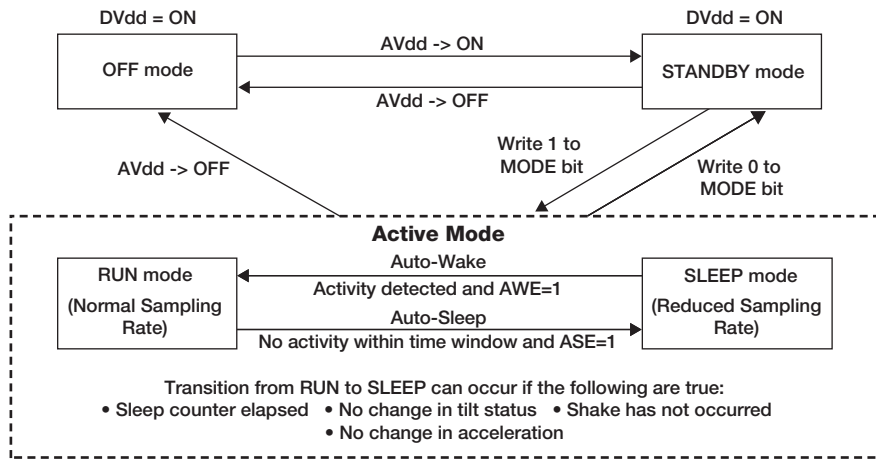 DVdd = ON
DVdd = ON
OFF mode
AVdd -> ON
STANDBY mode
AVdd -> OFF
AVdd -> OFF
Write 1 to
MODE bit
Write 0 to
MODE bit
Active Mode
RUN mode
(Normal Sampling
Rate)
Auto-Wake
Activity detected and AWE=1
Auto-Sleep
No activity within time window and ASE=1
SLEEP mode
(Reduced Sampling
Rate)
Transition from RUN to SLEEP can occur if the following are true:
• Sleep counter elapsed • No change in tilt status • Shake has not occurred
• No change in acceleration